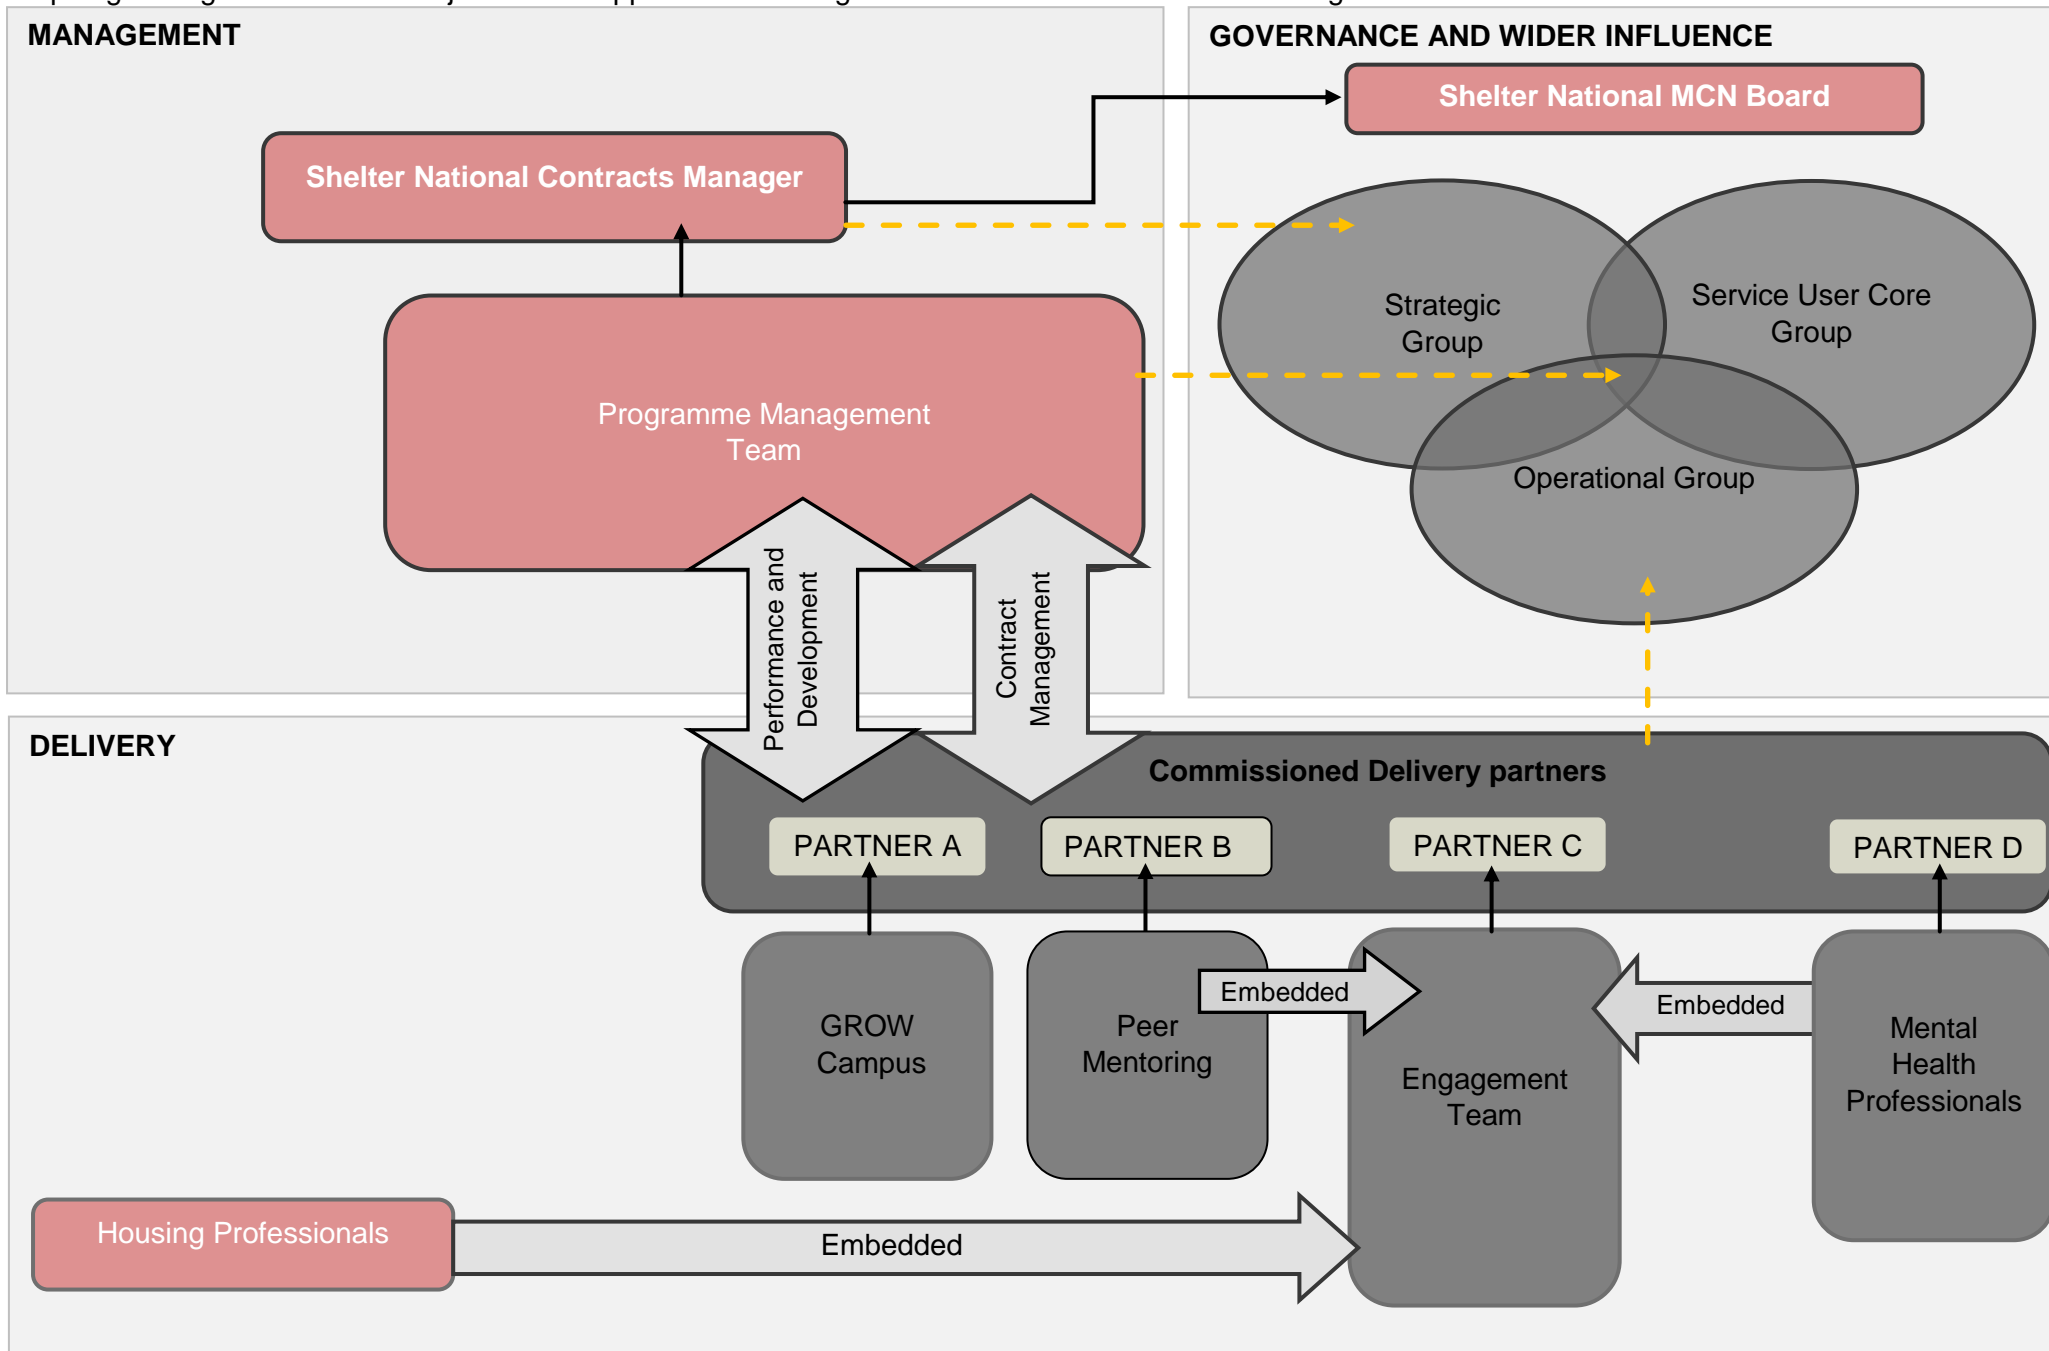 MANAGEMENT
GOVERNANCE AND WIDER INFLUENCE
Shelter National MCN Board
Shelter National Contracts Manager
Strategic
Group
Service User Core
Group
Programme Management
Team
Operational Group
Performance and
Development
Contract
Management
DELIVERY
Commissioned Delivery partners
PARTNER A
PARTNER B
PARTNER C
PARTNER D
GROW
Campus
Peer
Mentoring
Embedded
Engagement
Team
Embedded
Mental
Health
Professionals
Housing Professionals
Embedded